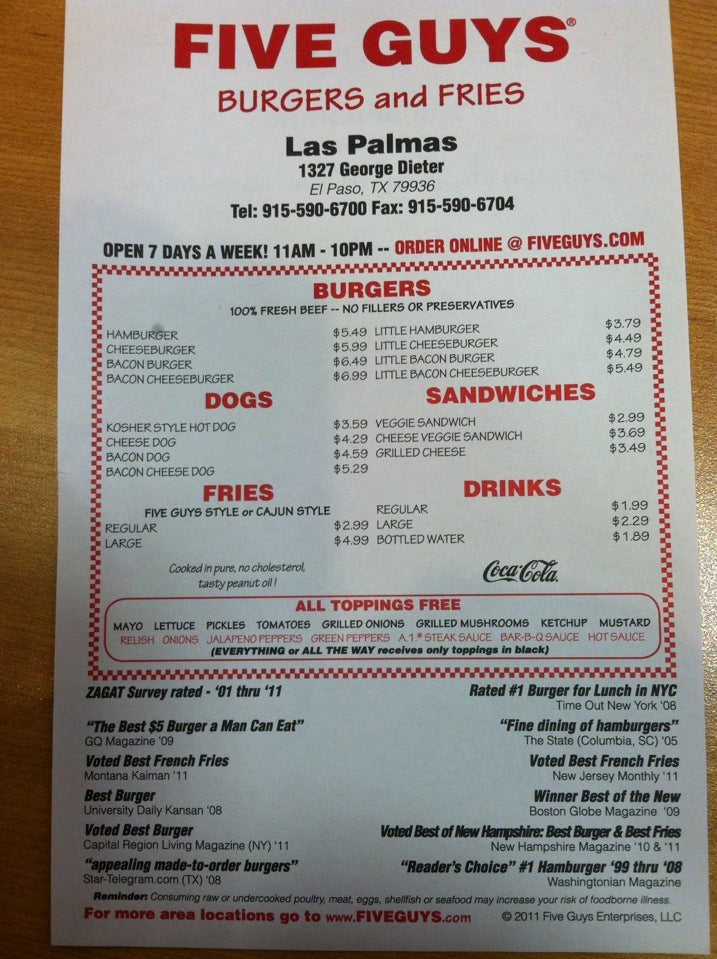 FIVE GUYS®
BURGERS and FRIES
Las Palmas
1327 George Dieter
El Paso, TX 79936
Tel: 915-590-6700 Fax: 915-590-6704
OPEN 7 DAYS A WEEK! 11AM - 10PM -- ORDER ONLINE @ FIVEGUYS.COM
BURGERS
100% FRESH BEEF -- NO FILLERS OR PRESERVATIVES
HAMBURGER $5.49 LITTLE HAMBURGER $3.79
CHEESEBURGER $5.99 LITTLE CHEESEBURGER $4.49
BACON BURGER $6.49 LITTLE BACON BURGER $4.79
BACON CHEESEBURGER $6.99 LITTLE BACON CHEESEBURGER $5.49
DOGS SANDWICHES
KOSHER STYLE HOT DOG $3.59 VEGGIE SANDWICH $2.99
CHEESE DOG $4.29 CHEESE VEGGIE SANDWICH $3.69
BACON DOG $4.59 GRILLED CHEESE $3.49
BACON CHEESE DOG $5.29
FRIES DRINKS
FIVE GUYS STYLE or CAJUN STYLE REGULAR $1.99
REGULAR $2.99 LARGE $2.29
LARGE $4.99 BOTTLED WATER $1.89
Cooked in pure, no cholesterol,
tasty peanut oil!
Coca-Cola
ALL TOPPINGS FREE
MAYO LETTUCE PICKLES TOMATOES GRILLED ONIONS GRILLED MUSHROOMS KETCHUP MUSTARD
RELISH ONIONS JALAPENO PEPPERS GREEN PEPPERS A.1.® STEAK SAUCE BAR-B-Q SAUCE HOT SAUCE
(EVERYTHING or ALL THE WAY receives only toppings in black)
ZAGAT Survey rated - '01 thru '11 Rated #1 Burger for Lunch in NYC
Time Out New York '08
"The Best $5 Burger a Man Can Eat" "Fine dining of hamburgers"
GQ Magazine '09 The State (Columbia, SC) '05
Voted Best French Fries Voted Best French Fries
Montana Kaiman '11 New Jersey Monthly '11
Best Burger Winner Best of the New
University Daily Kansan '08 Boston Globe Magazine '09
Voted Best Burger Voted Best of New Hampshire: Best Burger & Best Fries
Capital Region Living Magazine (NY) '11 New Hampshire Magazine '10 & '11
"appealing made-to-order burgers" "Reader's Choice" #1 Hamburger '99 thru '08
Star-Telegram.com (TX) '08 Washingtonian Magazine
Reminder: Consuming raw or undercooked poultry, meat, eggs, shellfish or seafood may increase your risk of foodborne illness.
For more area locations go to www.FIVEGUYS.com © 2011 Five Guys Enterprises, LLC